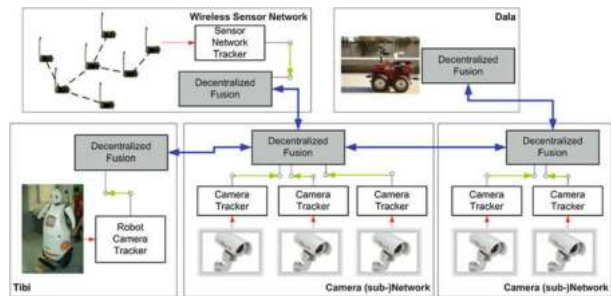 Wireless Sensor Network
Sensor
Network
Tracker
Decentralized
Fusion
Dala
Decentralized
Fusion
Decentralized
Fusion
Robot
Camera
Tracker
Tibi
Decentralized
Fusion
Camera
Tracker
Camera
Tracker
Camera
Tracker
Camera (sub-)Network
Decentralized
Fusion
Camera
Tracker
Camera
Tracker
Camera (sub-)Network